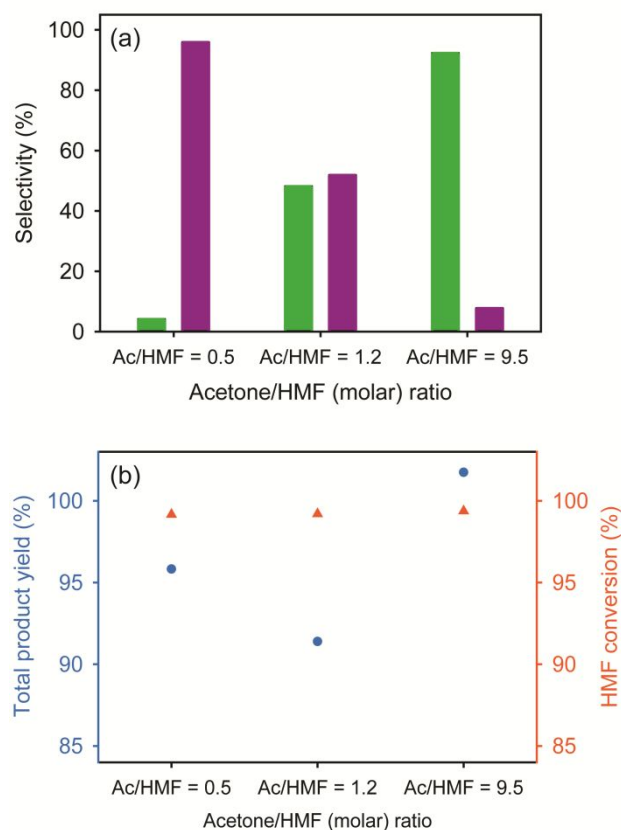 (a)
Selectivity (%)
100
80
60
40
20
0
Ac/HMF = 0.5 Ac/HMF = 1.2 Ac/HMF = 9.5
Acetone/HMF (molar) ratio
(b)
Total product yield (%)
100
95
90
85
HMF conversion (%)
100
95
90
85
Ac/HMF = 0.5 Ac/HMF = 1.2 Ac/HMF = 9.5
Acetone/HMF (molar) ratio